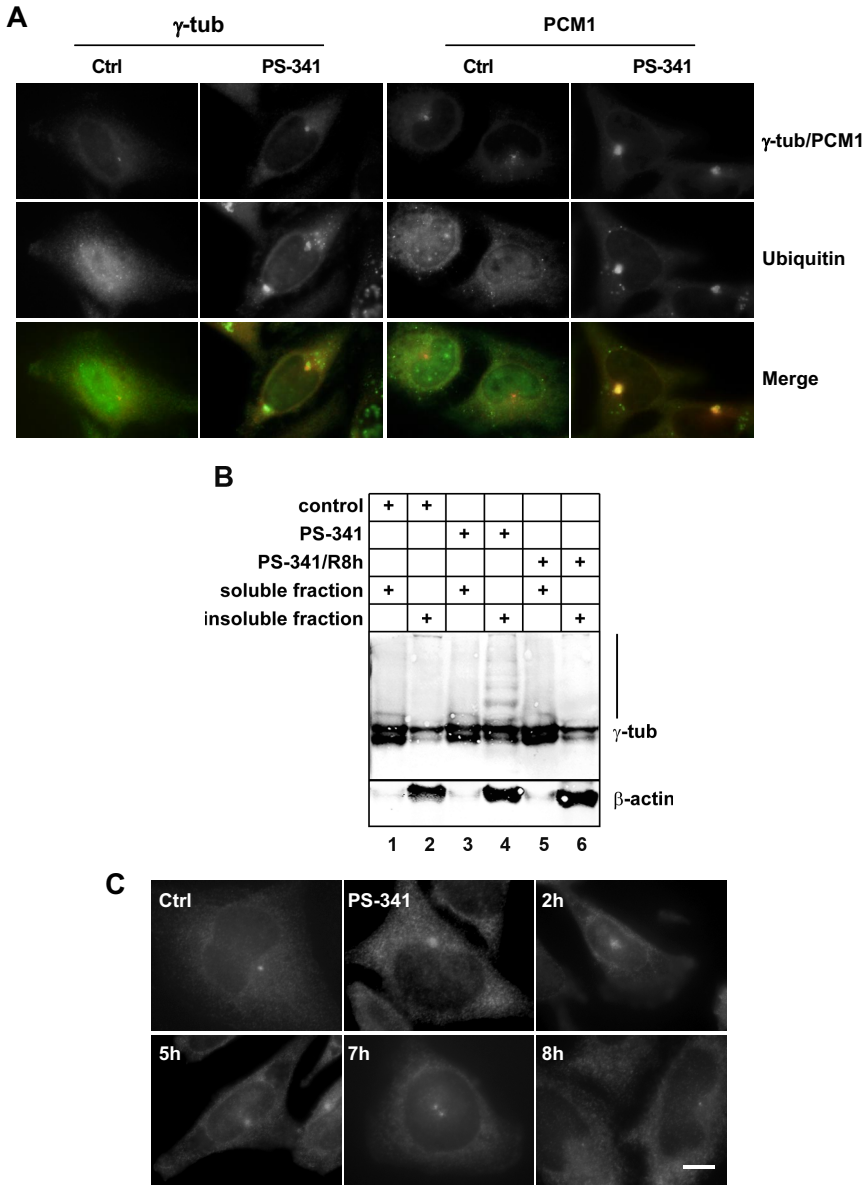 A
γ-tub PCM1
Ctrl PS-341 Ctrl PS-341
γ-tub/PCM1
Ubiquitin
Merge
B
control + +
PS-341 + +
PS-341/R8h + +
soluble fraction + + +
insoluble fraction + + +
γ-tub
β-actin
1 2 3 4 5 6
C
Ctrl PS-341 2h
5h 7h 8h